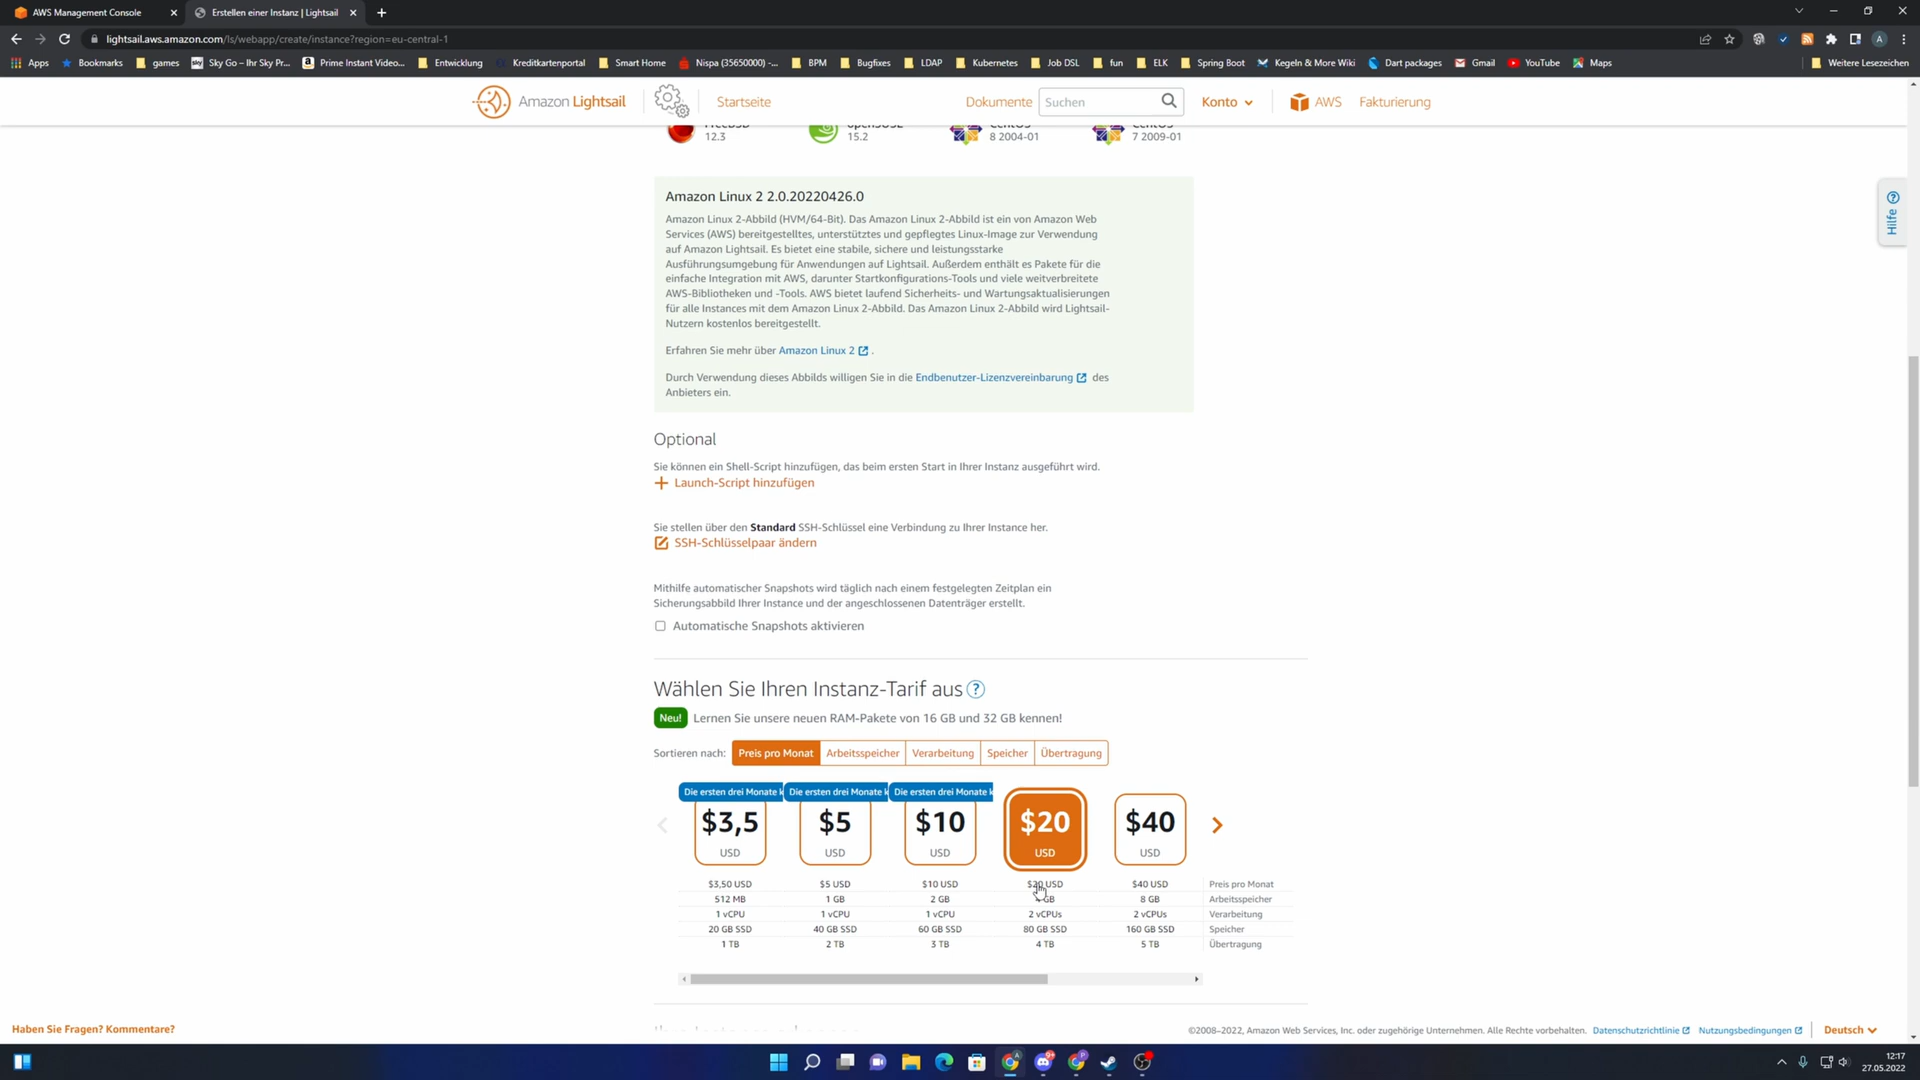 AWS Management Console
Erstellen einer Instanz | Lightsail
lightsail.aws.amazon.com/ls/webapp/create/instance?region=eu-central-1
Apps
Bookmarks
games
Sky Go – Ihr Sky Pr...
Prime Instant Video...
Entwicklung
Kreditkartenportal
Smart Home
Nispa (35650000) -...
BPM
Bugfixes
LDAP
Kubernetes
Job DSL
fun
ELK
Spring Boot
Kegeln & More Wiki
Dart packages
Gmail
YouTube
Maps
Weitere Lesezeichen
Amazon Lightsail
Startseite
Dokumente
Suchen
Konto
AWS
Fakturierung
FreeBSD
12.3
openSUSE
15.2
CentOS
8 2004-01
CentOS
7 2009-01
Hilfe
Amazon Linux 2 2.0.20220426.0
Amazon Linux 2-Abbild (HVM/64-Bit). Das Amazon Linux 2-Abbild ist ein von Amazon Web
Services (AWS) bereitgestelltes, unterstütztes und gepflegtes Linux-Image zur Verwendung
auf Amazon Lightsail. Es bietet eine stabile, sichere und leistungsstarke
Ausführungsumgebung für Anwendungen auf Lightsail. Außerdem enthält es Pakete für die
einfache Integration mit AWS, darunter Startkonfigurations-Tools und viele weitverbreitete
AWS-Bibliotheken und -Tools. AWS bietet laufend Sicherheits- und Wartungsaktualisierungen
für alle Instances mit dem Amazon Linux 2-Abbild. Das Amazon Linux 2-Abbild wird Lightsail-
Nutzern kostenlos bereitgestellt.
Erfahren Sie mehr über Amazon Linux 2 .
Durch Verwendung dieses Abbilds willigen Sie in die Endbenutzer-Lizenzvereinbarung des
Anbieters ein.
Optional
Sie können ein Shell-Script hinzufügen, das beim ersten Start in Ihrer Instanz ausgeführt wird.
Launch-Script hinzufügen
Sie stellen über den Standard SSH-Schlüssel eine Verbindung zu Ihrer Instance her.
SSH-Schlüsselpaar ändern
Mithilfe automatischer Snapshots wird täglich nach einem festgelegten Zeitplan ein
Sicherungsabbild Ihrer Instance und der angeschlossenen Datenträger erstellt.
Automatische Snapshots aktivieren
Wählen Sie Ihren Instanz-Tarif aus ?
Neu! Lernen Sie unsere neuen RAM-Pakete von 16 GB und 32 GB kennen!
Sortieren nach: Preis pro Monat Arbeitsspeicher Verarbeitung Speicher Übertragung
Die ersten drei Monate k Die ersten drei Monate k Die ersten drei Monate k
$3,5 $5 $10 $20 $40
USD USD USD USD USD
$3,50 USD $5 USD $10 USD $20 USD $40 USD Preis pro Monat
512 MB 1 GB 2 GB 4 GB 8 GB Arbeitsspeicher
1 vCPU 1 vCPU 1 vCPU 2 vCPUs 2 vCPUs Verarbeitung
20 GB SSD 40 GB SSD 60 GB SSD 80 GB SSD 160 GB SSD Speicher
1 TB 2 TB 3 TB 4 TB 5 TB Übertragung
Haben Sie Fragen? Kommentare?
©2008–2022, Amazon Web Services, Inc. oder zugehörige Unternehmen. Alle Rechte vorbehalten. Datenschutzrichtlinie Nutzungsbedingungen Deutsch
12:17
27.05.2022